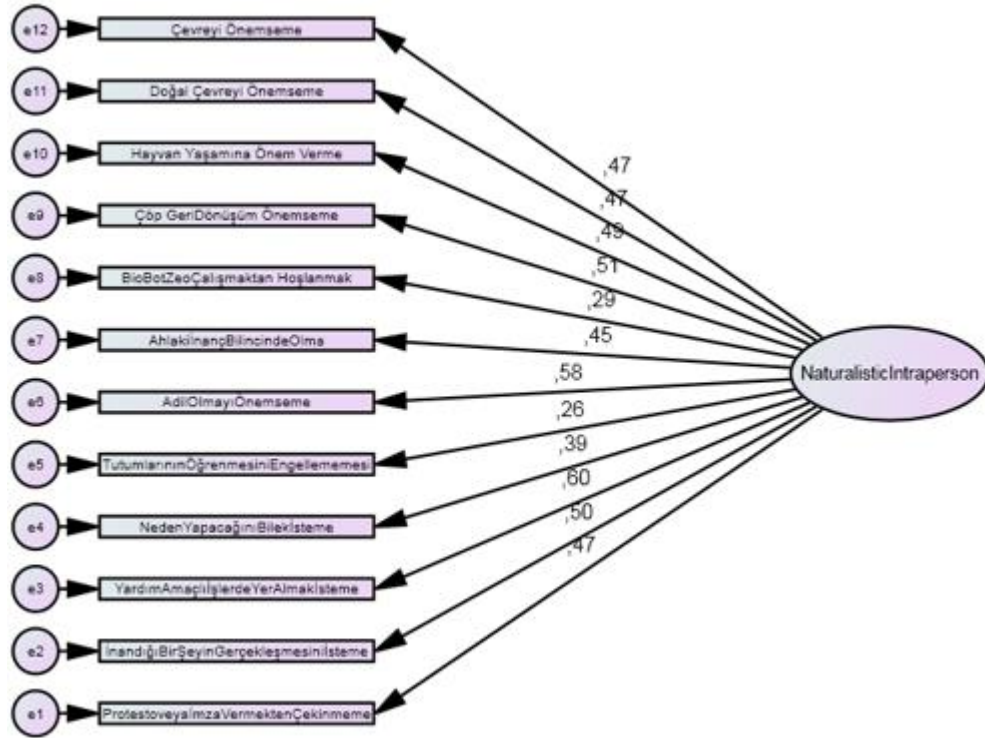 e12 Çevreyi Önemseme
,47
e11 Doğal Çevreyi Önemseme
,47
e10 Hayvan Yaşamına Önem Verme
,49
e9 Çöp GeriDönüşüm Önemseme
,51
e8 BioBotZeoÇalışmaktan Hoşlanmak
,29
e7 AhlakiİnançBilincindeOlma
,45
e6 AdilOlmayıÖnemseme
,58
e5 TutumlarınınÖğrenmesiniEngellememesi
,26
e4 NedenYapacağınıBilekİsteme
,39
e3 YardımAmaçlıİşlerdeYerAlmakİsteme
,60
e2 İnandığıBirŞeyinGerçekleşmesiniİsteme
,50
e1 ProtestoveyaİmzaVermektenÇekinmeme
,47
NaturalisticIntraperson